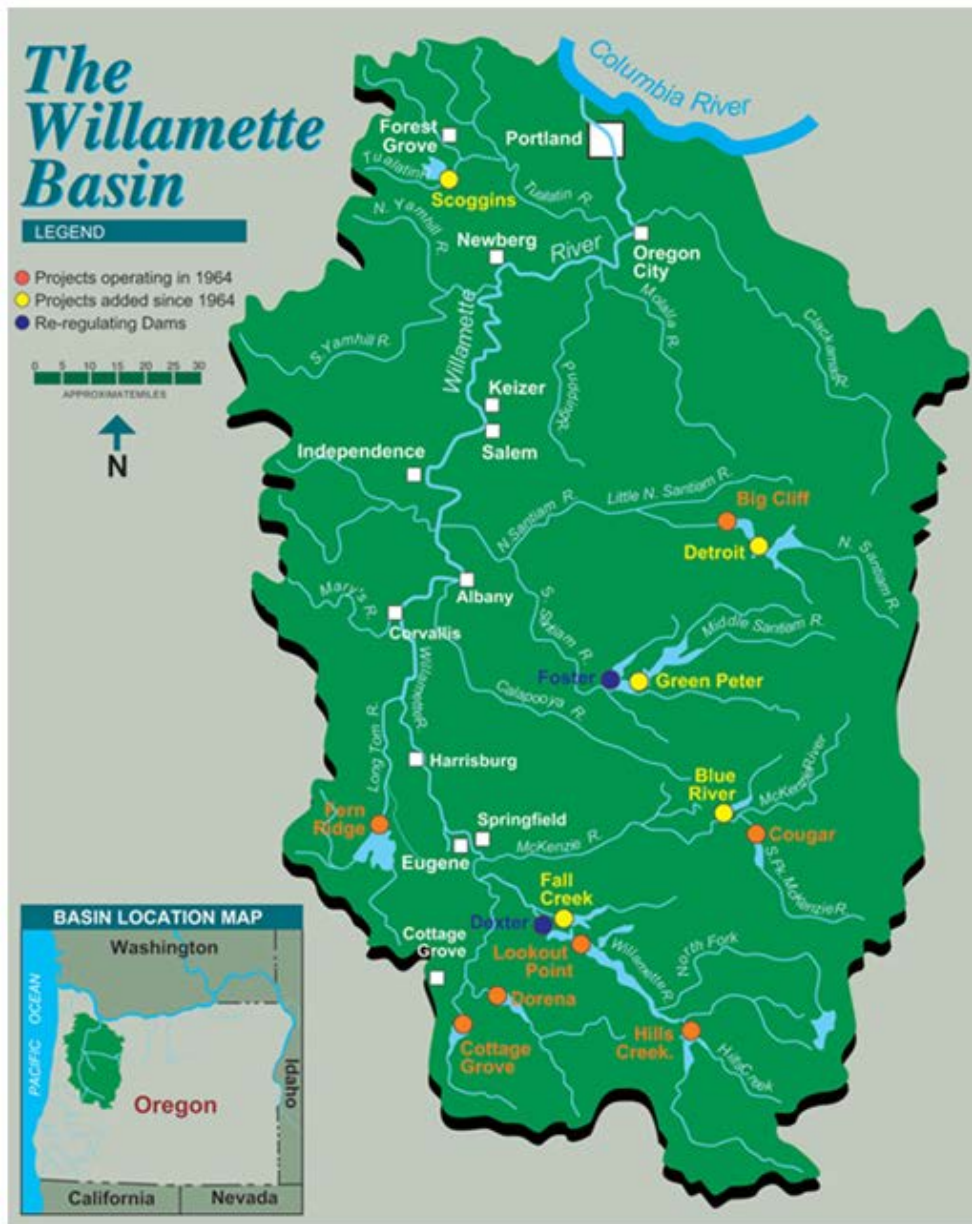 The
Willamette
Basin
LEGEND
Projects operating in 1964
Projects added since 1964
Re-regulating Dams
0 5 10 15 20 25 30
APPROXIMATEMILES
N
Columbia River
Portland
Forest
Grove
Tualatin R.
Scoggins
Tualatin R.
N. Yamhill R.
Newberg
River
Oregon
City
Molalla R.
Clackamas R.
S. Yamhill R.
Willamette
Pudding R.
Keizer
Salem
Independence
Little N. Santiam R.
Big Cliff
N. Santiam R.
Detroit
N. Santiam R.
Albany
Mary's R.
Corvallis
S. Santiam R.
Middle Santiam R.
Foster
Green Peter
Willamette R.
Calapooya R.
Long Tom R.
Harrisburg
Blue
River
McKenzie River
Fern
Ridge
Springfield
Eugene
McKenzie R.
Cougar
S. Fk. McKenzie R.
Fall
Creek
Dexter
Lookout
Point
Willamette R.
North Fork
Cottage
Grove
Dorena
Cottage
Grove
Hills
Creek.
Hills Creek
BASIN LOCATION MAP
Washington
PACIFIC OCEAN
Oregon
Idaho
California
Nevada